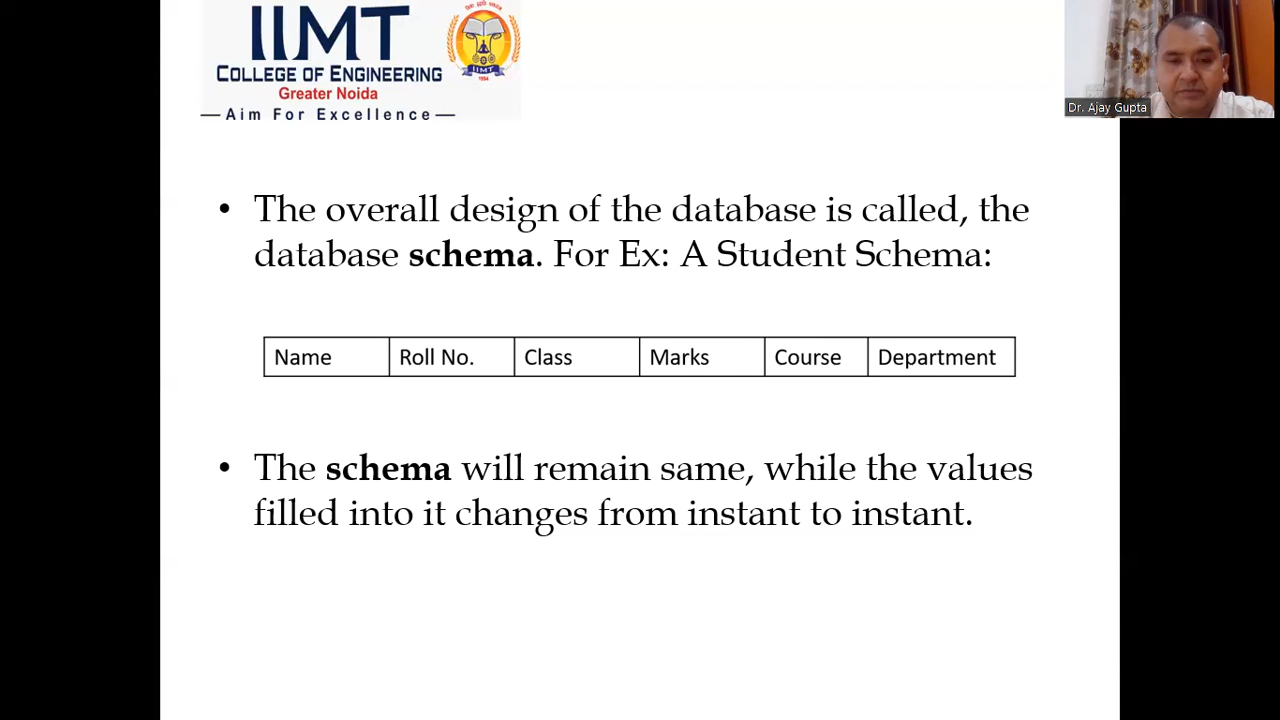 IIMT
COLLEGE OF ENGINEERING
Greater Noida
Aim For Excellence
IIMT
Dr. Ajay Gupta
• The overall design of the database is called, the
database schema. For Ex: A Student Schema:
Name Roll No. Class Marks Course Department
• The schema will remain same, while the values
filled into it changes from instant to instant.